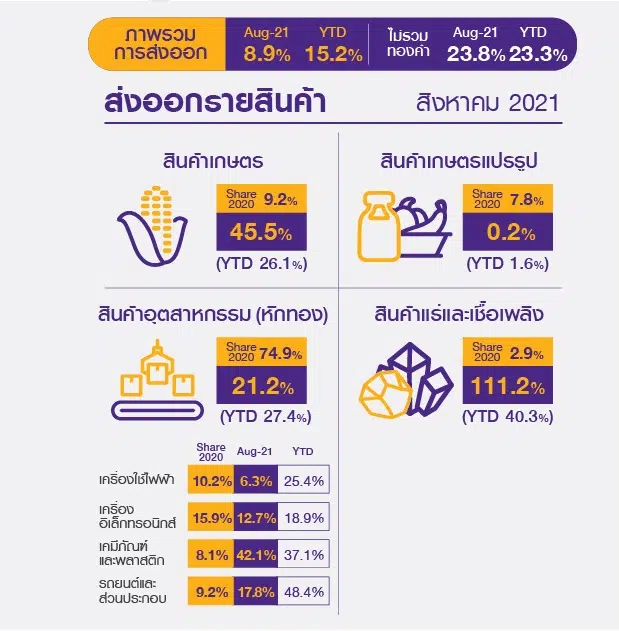 ภาพรวม
การส่งออก
Aug-21 YTD
8.9% 15.2%
ไม่รวม
ทองคำ
Aug-21 YTD
23.8% 23.3%
ส่งออกรายสินค้า สิงหาคม 2021
สินค้าเกษตร
Share
2020 9.2%
45.5%
(YTD 26.1%)
สินค้าเกษตรแปรรูป
Share
2020 7.8%
0.2%
(YTD 1.6%)
สินค้าอุตสาหกรรม (หักทอง)
Share
2020 74.9%
21.2%
(YTD 27.4%)
สินค้าแร่และเชื้อเพลิง
Share
2020 2.9%
111.2%
(YTD 40.3%)
Share
2020 Aug-21 YTD
เครื่องใช้ไฟฟ้า 10.2% 6.3% 25.4%
เครื่อง
อิเล็กทรอนิกส์ 15.9% 12.7% 18.9%
เคมีภัณฑ์
และพลาสติก 8.1% 42.1% 37.1%
รถยนต์และ
ส่วนประกอบ 9.2% 17.8% 48.4%